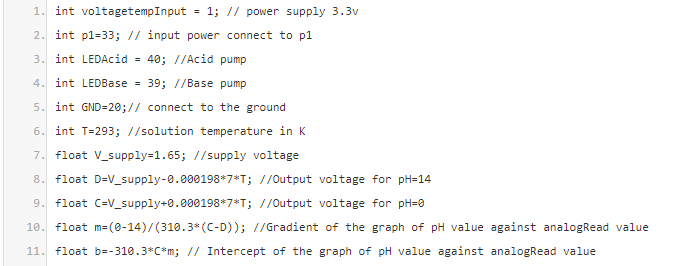 1. int voltagetempInput = 1; // power supply 3.3v
2. int p1=33; // input power connect to p1
3. int LEDAcid = 40; //Acid pump
4. int LEDBase = 39; //Base pump
5. int GND=20;// connect to the ground
6. int T=293; //solution temperature in K
7. float V_supply=1.65; //supply voltage
8. float D=V_supply-0.000198*7*T; //Output voltage for pH=14
9. float C=V_supply+0.000198*7*T; //Output voltage for pH=0
10. float m=(0-14)/(310.3*(C-D)); //Gradient of the graph of pH value against analogRead value
11. float b=-310.3*C*m; // Intercept of the graph of pH value against analogRead value